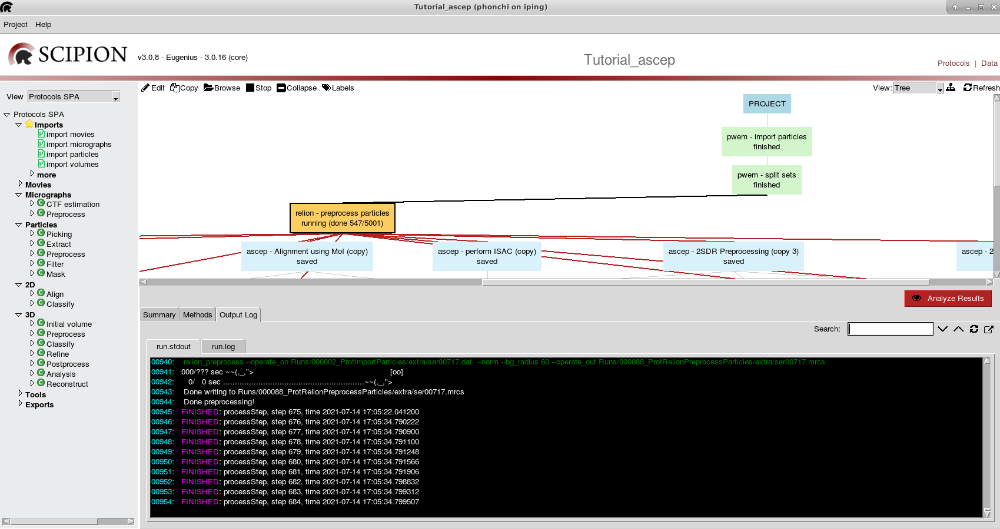 Tutorial_ascep (phonchi on iping)
Project Help
SCIPION v3.0.8 - Eugenius - 3.0.16 (core)
Tutorial_ascep
Protocols | Data
View Protocols SPA
Protocols SPA
Imports
import movies
import micrographs
import particles
import volumes
more
Movies
Micrographs
CTF estimation
Preprocess
Particles
Picking
Extract
Preprocess
Filter
Mask
2D
Align
Classify
3D
Initial volume
Preprocess
Classify
Refine
Postprocess
Analysis
Reconstruct
Tools
Exports
Edit Copy Browse Stop Collapse Labels
View: Tree Refresh
PROJECT
pwem - import particles
finished
pwem - split sets
finished
relion - preprocess particles
running (done 547/5001)
ascep - Alignment using MoI (copy)
saved
ascep - perform ISAC (copy)
saved
ascep - 2SDR Preprocessing (copy 3)
saved
ascep - 2
Analyze Results
Summary Methods Output Log
Search:
run.stdout run.log
00940: relion_preprocess --operate_on Runs/000002_ProtImportParticles/extra/ser00717.dat --norm --bg_radius 60 --operate_out Runs/000088_ProtRelionPreprocessParticles/extra/ser00717.mrcs
00941: 000/??? sec ~~(,_,"> [oo]
00942: 0/ 0 sec ............................................................~~(,_,">
00943: Done writing to Runs/000088_ProtRelionPreprocessParticles/extra/ser00717.mrcs
00944: Done preprocessing!
00945: FINISHED: processStep, step 675, time 2021-07-14 17:05:22.041200
00946: FINISHED: processStep, step 676, time 2021-07-14 17:05:34.790222
00947: FINISHED: processStep, step 677, time 2021-07-14 17:05:34.790900
00948: FINISHED: processStep, step 678, time 2021-07-14 17:05:34.791100
00949: FINISHED: processStep, step 679, time 2021-07-14 17:05:34.791248
00950: FINISHED: processStep, step 680, time 2021-07-14 17:05:34.791566
00951: FINISHED: processStep, step 681, time 2021-07-14 17:05:34.791906
00952: FINISHED: processStep, step 682, time 2021-07-14 17:05:34.798832
00953: FINISHED: processStep, step 683, time 2021-07-14 17:05:34.799312
00954: FINISHED: processStep, step 684, time 2021-07-14 17:05:34.799507